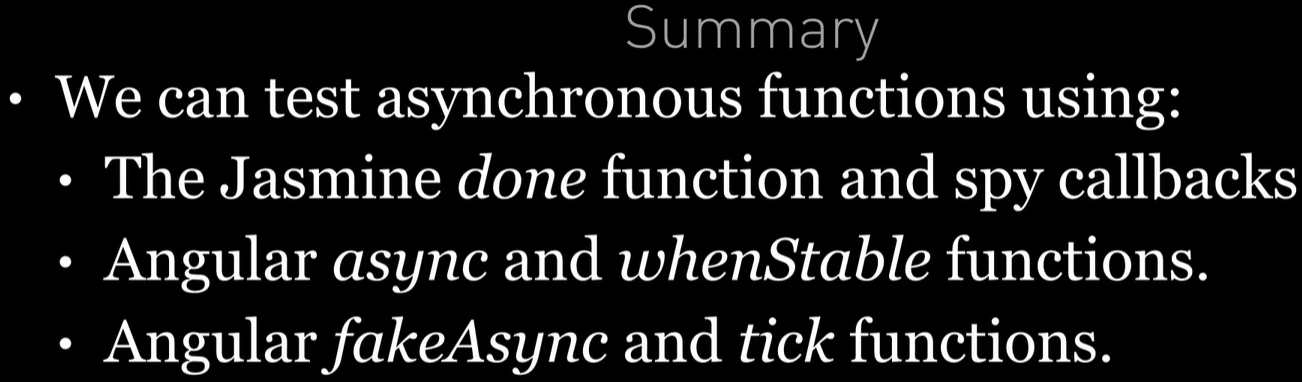 Summary
• We can test asynchronous functions using:
• The Jasmine done function and spy callbacks
• Angular async and whenStable functions.
• Angular fakeAsync and tick functions.